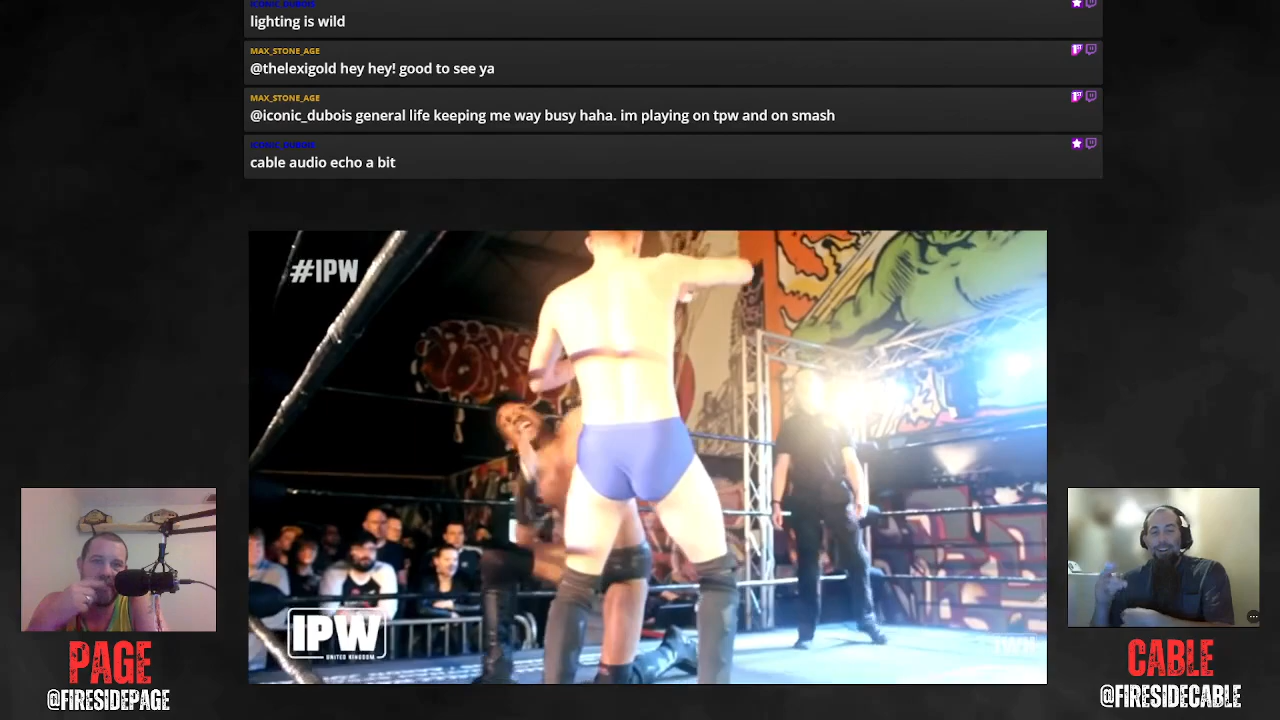 ICONIC_DUBOIS
lighting is wild
MAX_STONE_AGE
@thelexigold hey hey! good to see ya
MAX_STONE_AGE
@iconic_dubois general life keeping me way busy haha. im playing on tpw and on smash
ICONIC_DUBOIS
cable audio echo a bit
#IPW
IPW
UNITED KINGDOM
PAGE
@FIRESIDEPAGE
CABLE
@FIRESIDECABLE